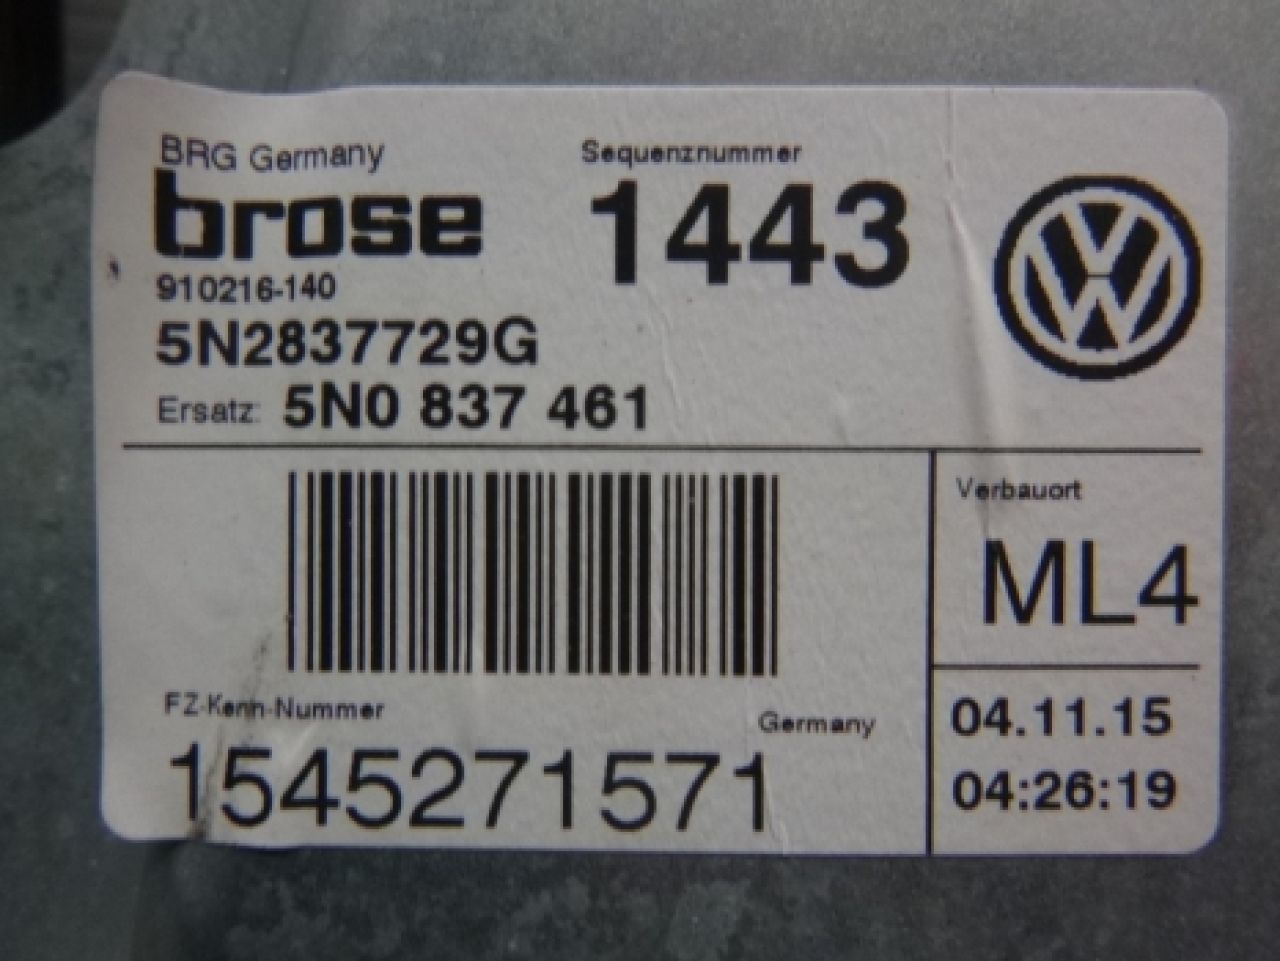 BRG Germany
brose
910216-140
5N2837729G
Ersatz: 5N0 837 461
Sequenznummer
1443
VW
FZ-Kenn-Nummer
Germany
1545271571
Verbauort
ML4
04.11.15
04:26:19